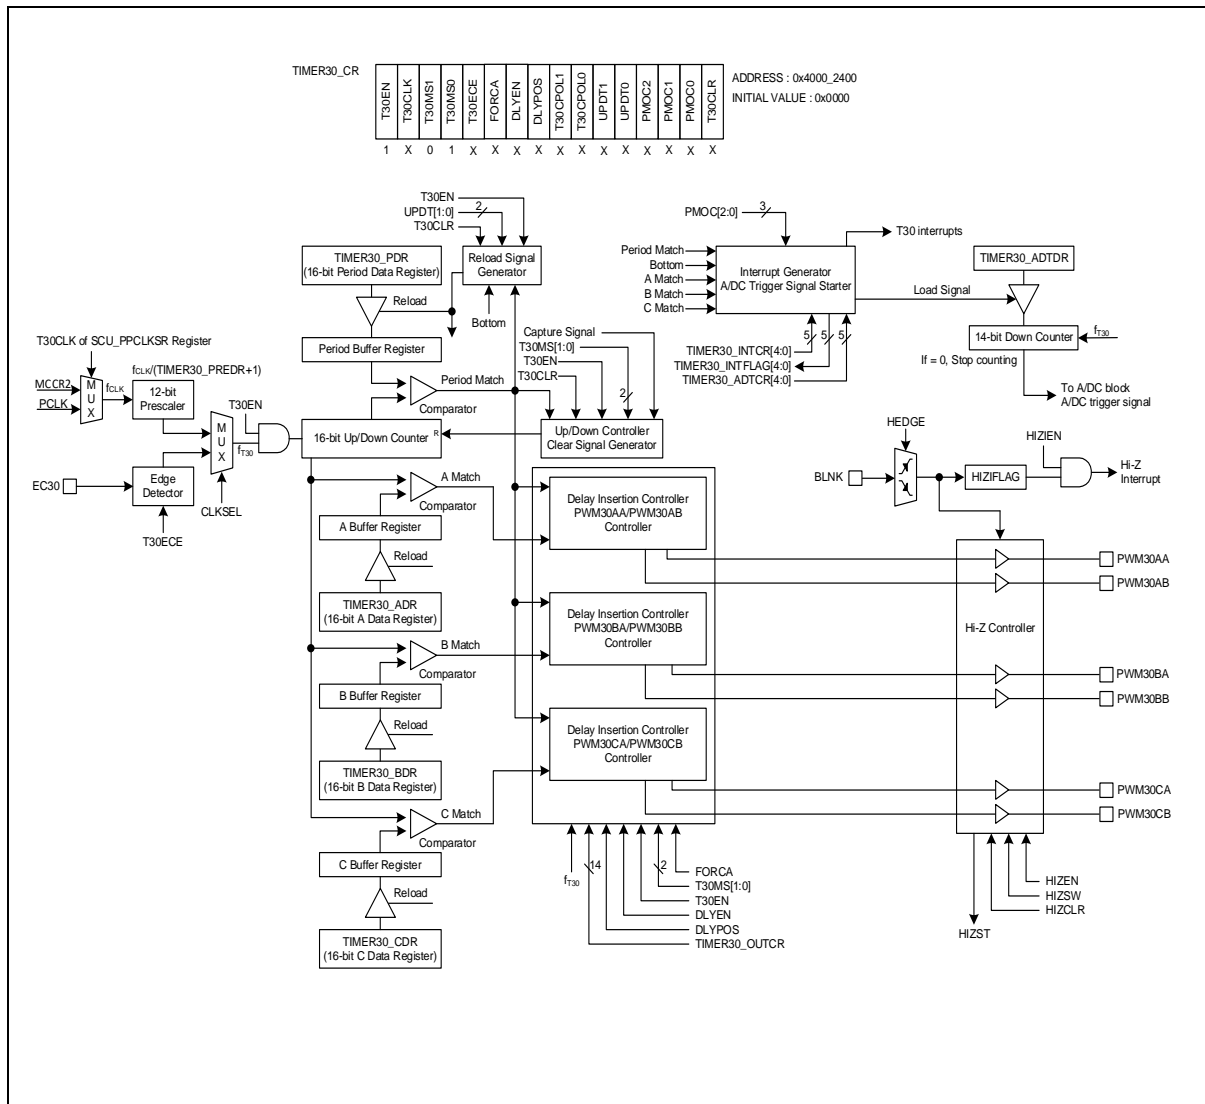 TIMER30_CR
T30EN
T30CLK
T30MS1
T30MS0
T30ECE
FORCA
DLYEN
DLYPOS
T30CPOL1
T30CPOL0
UPDT1
UPDT0
PMOC2
PMOC1
PMOC0
T30CLR
ADDRESS : 0x4000_2400
INITIAL VALUE : 0x0000
1 X 0 1 X X X X X X X X X X X X
T30EN
UPDT[1:0]
2
T30CLR
TIMER30_PDR
(16-bit Period Data Register)
Reload Signal
Generator
Reload
Bottom
Period Buffer Register
PMOC[2:0]
3
Period Match
Bottom
A Match
B Match
C Match
Interrupt Generator
A/DC Trigger Signal Starter
T30 interrupts
TIMER30_ADTDR
Load Signal
14-bit Down Counter
fT30
If = 0, Stop counting
To A/DC block
A/DC trigger signal
5 5 5
TIMER30_INTCR[4:0]
TIMER30_INTFLAG[4:0]
TIMER30_ADTCR[4:0]
Capture Signal
T30MS[1:0]
T30EN
T30CLR
2
T30CLK of SCU_PPCLKSR Register
MCCR2
PCLK
M
U
X
fCLK
fCLK/(TIMER30_PREDR+1)
12-bit
Prescaler
M
U
X
T30EN
fT30
CLKSEL
EC30
Edge
Detector
T30ECE
Period Match
Comparator
16-bit Up/Down Counter
R
Up/Down Controller
Clear Signal Generator
A Match
Comparator
A Buffer Register
Reload
TIMER30_ADR
(16-bit A Data Register)
B Match
Comparator
B Buffer Register
Reload
TIMER30_BDR
(16-bit B Data Register)
C Match
Comparator
C Buffer Register
Reload
TIMER30_CDR
(16-bit C Data Register)
Delay Insertion Controller
PWM30AA/PWM30AB
Controller
Delay Insertion Controller
PWM30BA/PWM30BB
Controller
Delay Insertion Controller
PWM30CA/PWM30CB
Controller
fT30
14
2
FORCA
T30MS[1:0]
T30EN
DLYEN
DLYPOS
TIMER30_OUTCR
HEDGE
BLNK
HIZIEN
HIZIFLAG
Hi-Z
Interrupt
Hi-Z Controller
PWM30AA
PWM30AB
PWM30BA
PWM30BB
PWM30CA
PWM30CB
HIZEN
HIZSW
HIZCLR
HIZST